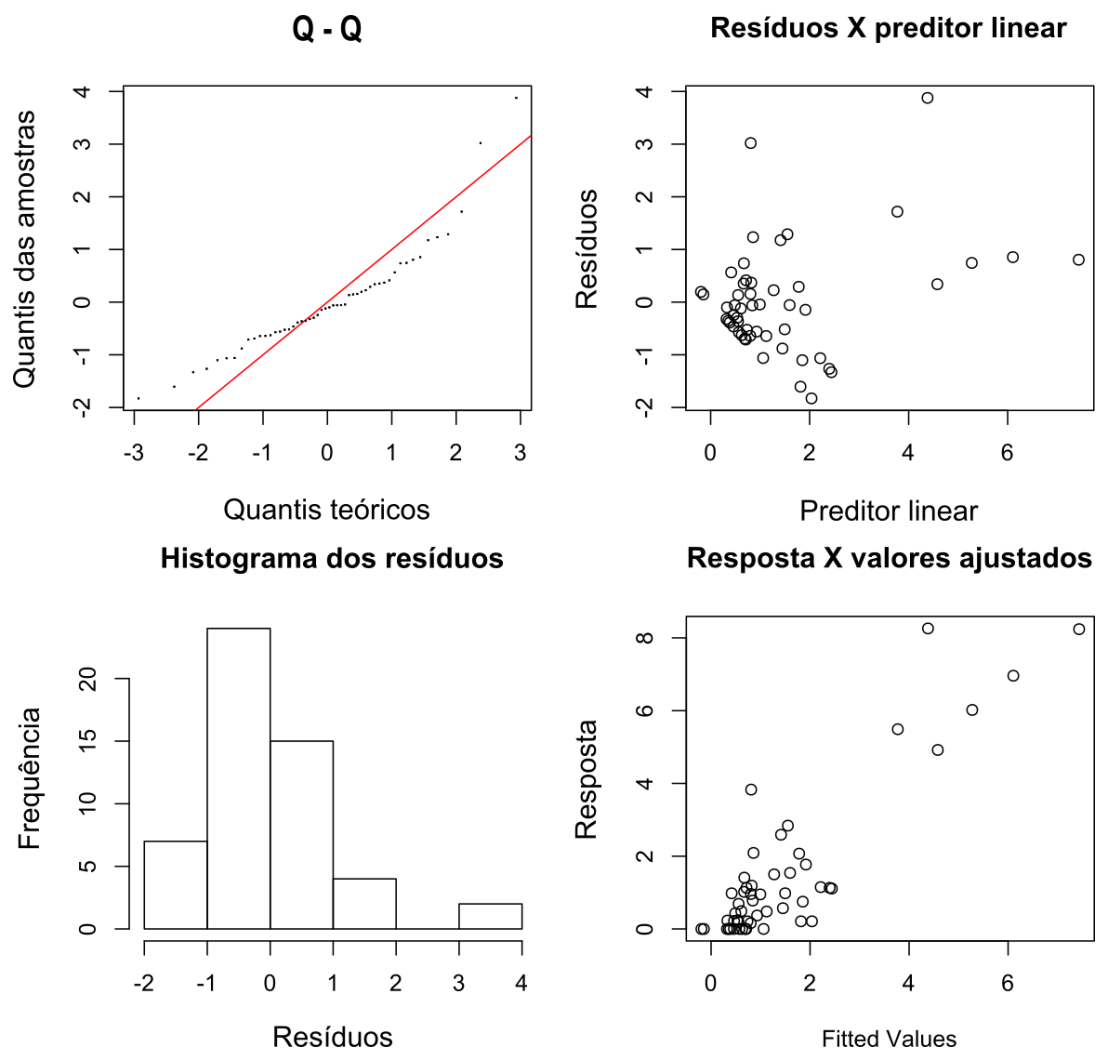 Q - Q
Quantis das amostras
4
3
2
1
0
-2
-3 -2 -1 0 1 2 3
Quantis teóricos
Resíduos X preditor linear
Resíduos
4
3
2
1
0
-1
-2
0 2 4 6
Preditor linear
Histograma dos resíduos
Frequência
20
15
10
5
0
-2 -1 0 1 2 3 4
Resíduos
Resposta X valores ajustados
Resposta
8
6
4
2
0
0 2 4 6
Fitted Values